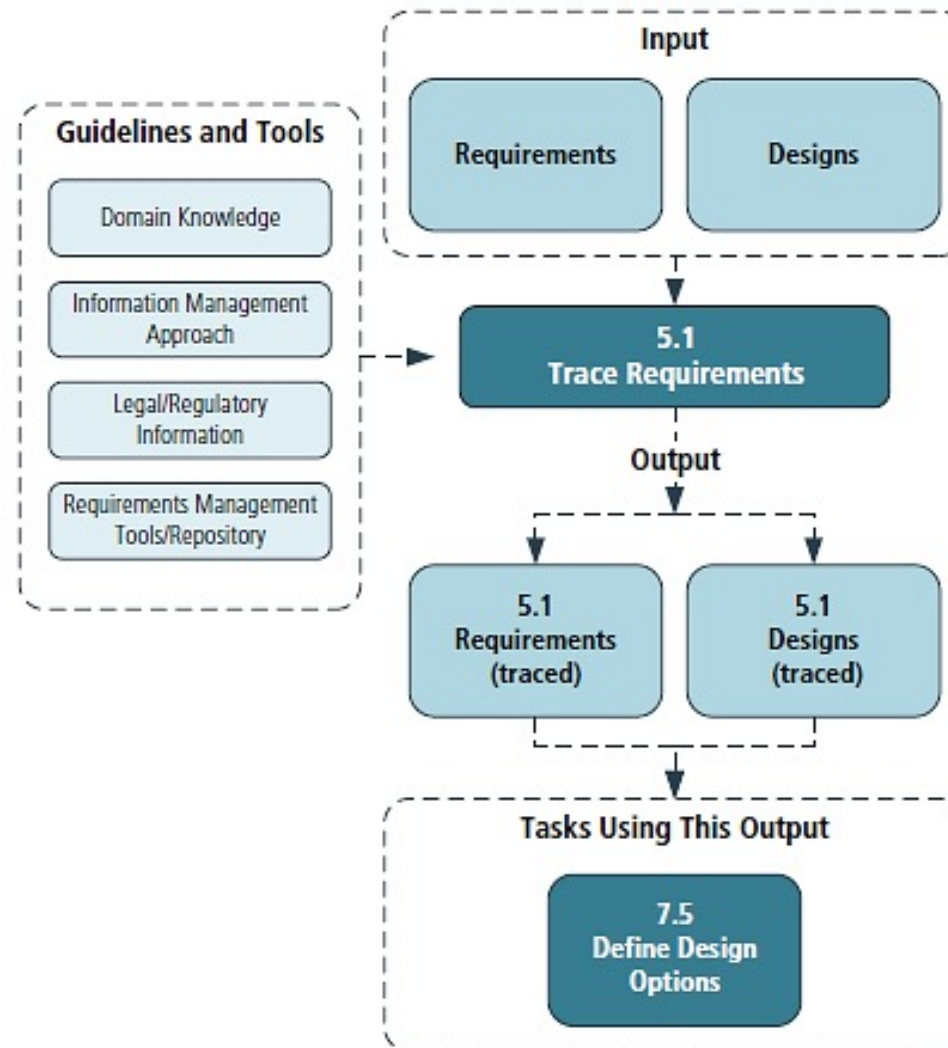 Input
Requirements
Designs
Guidelines and Tools
Domain Knowledge
Information Management
Approach
Legal/Regulatory
Information
Requirements Management
Tools/Repository
5.1
Trace Requirements
Output
5.1
Requirements
(traced)
5.1
Designs
(traced)
Tasks Using This Output
7.5
Define Design
Options